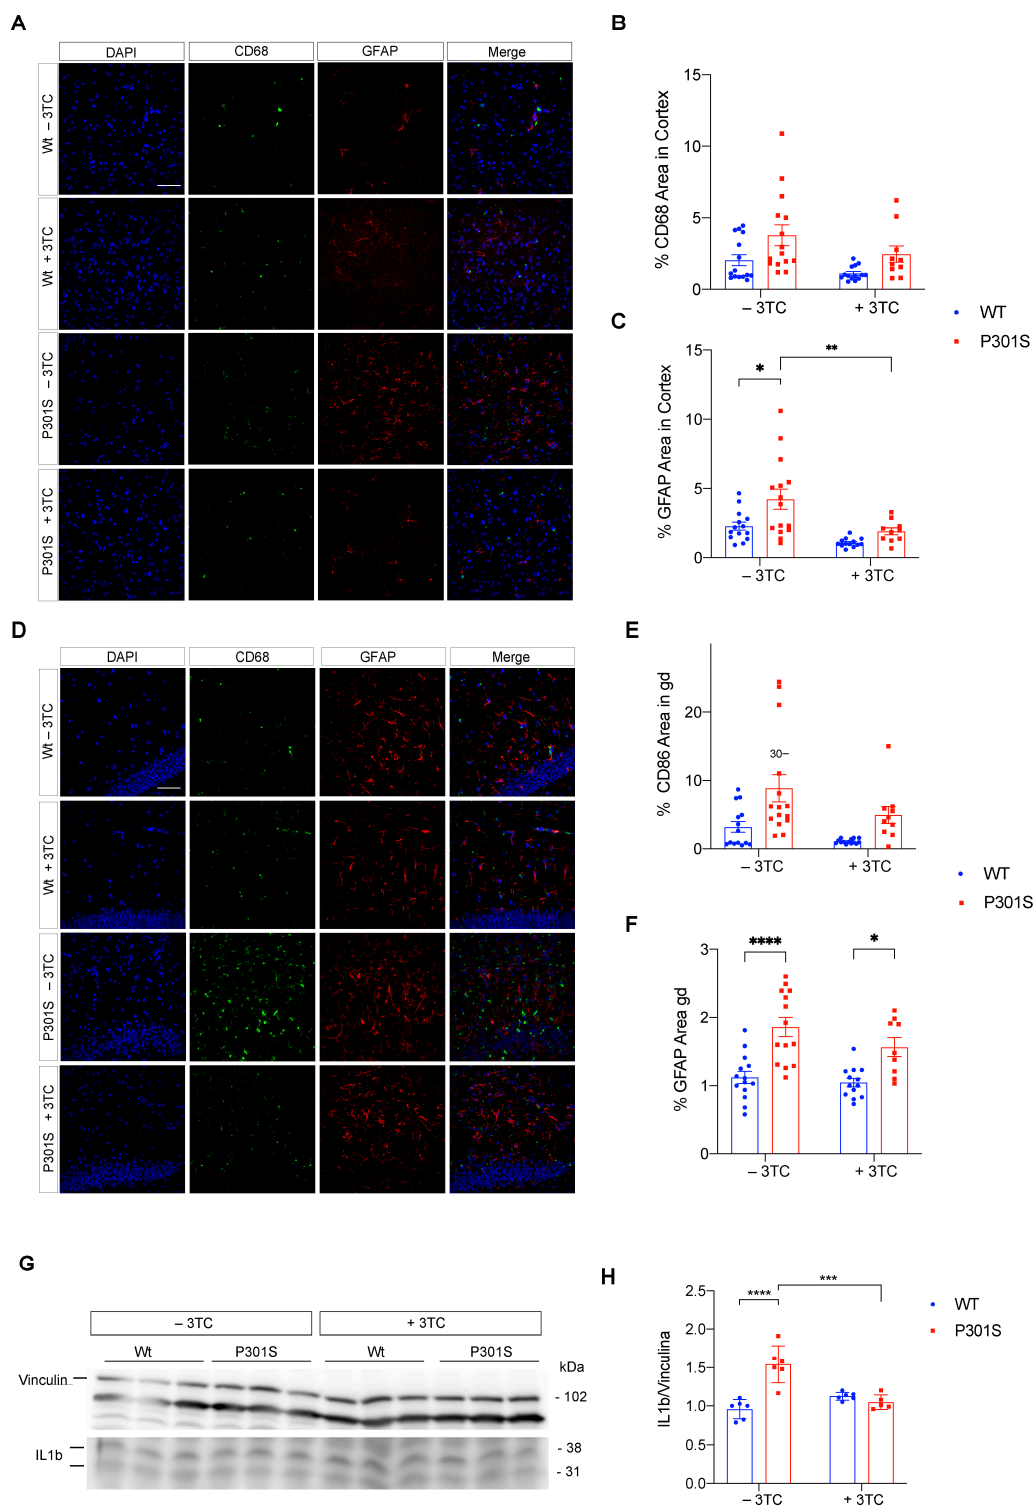 A
DAPI CD68 GFAP Merge
Wt – 3TC
Wt + 3TC
P301S – 3TC
P301S + 3TC
B
% CD68 Area in Cortex
15
10
5
0
– 3TC + 3TC
WT
P301S
C
% GFAP Area in Cortex
15
10
5
0
* **
– 3TC + 3TC
D
DAPI CD68 GFAP Merge
Wt – 3TC
Wt + 3TC
P301S – 3TC
P301S + 3TC
E
% CD86 Area in gd
20
10
0
30–
– 3TC + 3TC
WT
P301S
F
% GFAP Area gd
3
2
1
0
**** *
– 3TC + 3TC
G
– 3TC + 3TC
Wt P301S Wt P301S
kDa
Vinculin
- 102
IL1b
- 38
- 31
H
IL1b/Vinculina
2.5
2.0
1.5
1.0
0.5
0.0
**** ***
– 3TC + 3TC
WT
P301S